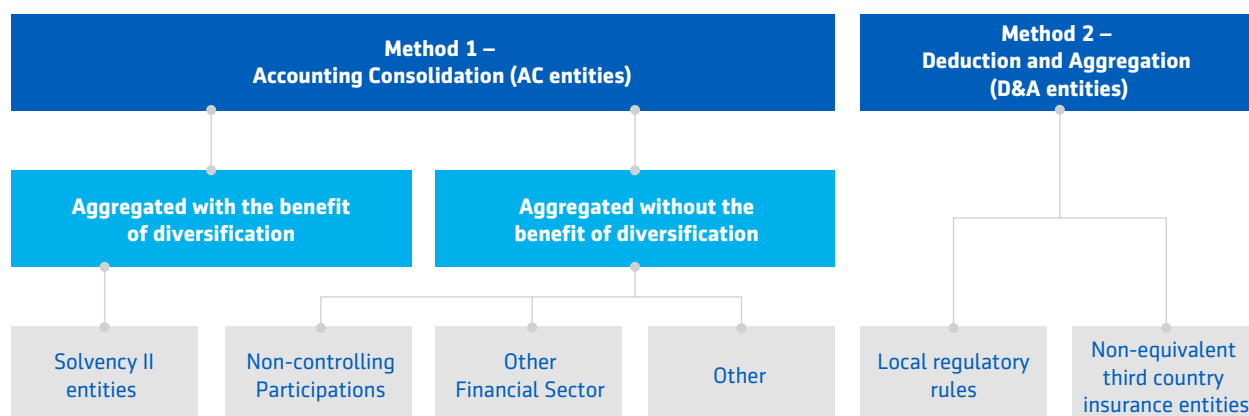 Method 1 –
Accounting Consolidation (AC entities)
Method 2 –
Deduction and Aggregation
(D&A entities)
Aggregated with the benefit
of diversification
Aggregated without the
benefit of diversification
Solvency II
entities
Non-controlling
Participations
Other
Financial Sector
Other
Local regulatory
rules
Non-equivalent
third country
insurance entities